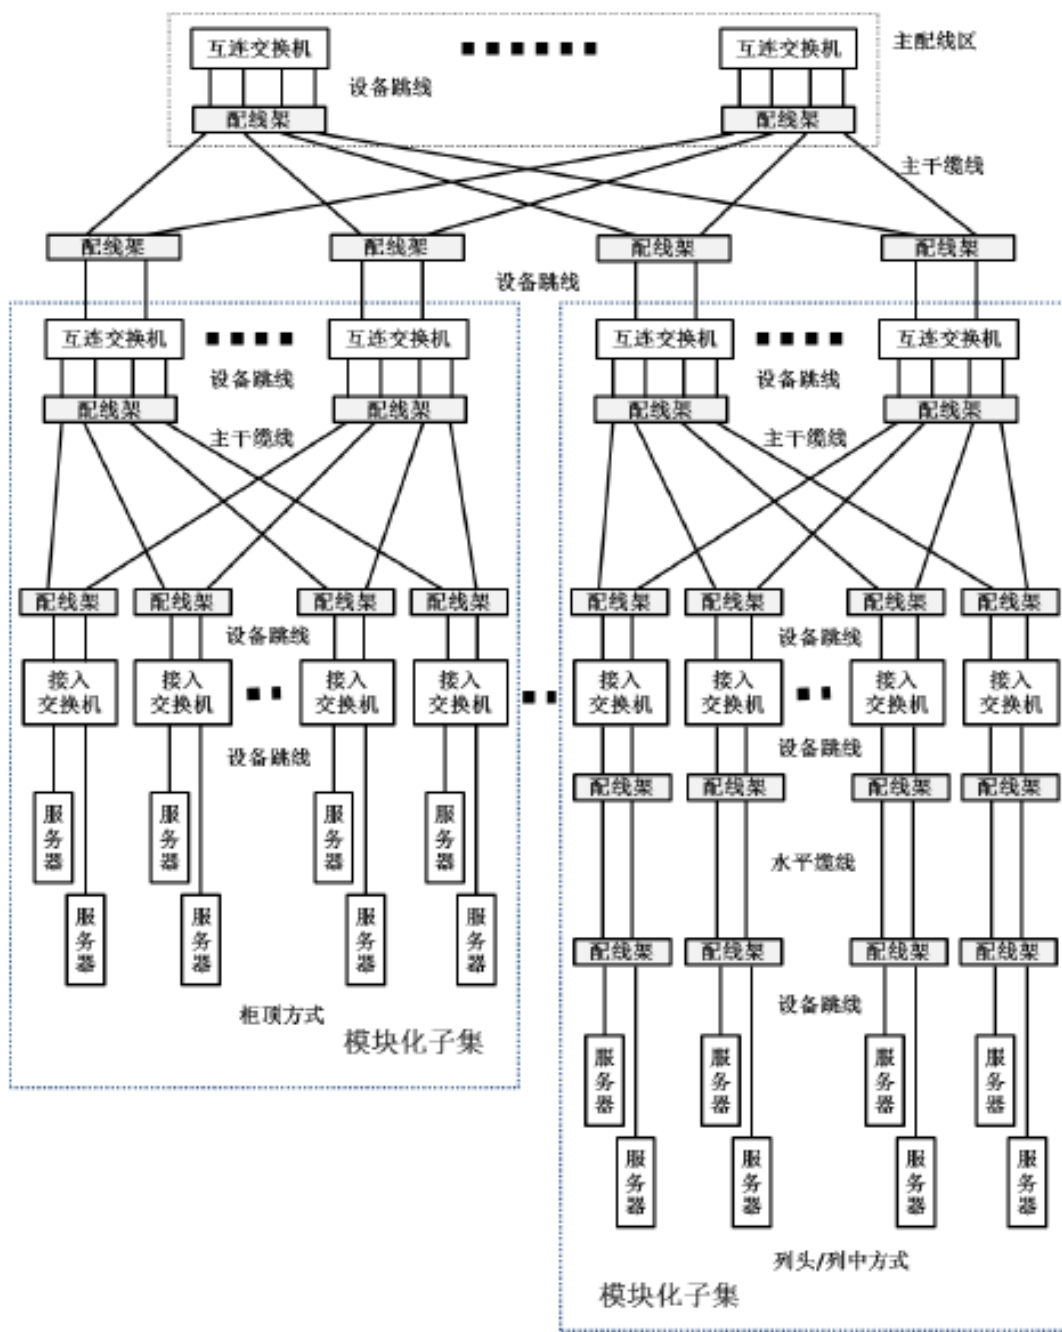 互连交换机 互连交换机 主配线区
设备跳线
配线架 配线架
主干缆线
配线架 配线架 配线架 配线架
设备跳线
互连交换机 互连交换机 互连交换机 互连交换机
设备跳线 设备跳线
配线架 配线架 配线架 配线架
主干缆线 主干缆线
配线架 配线架 配线架 配线架 配线架 配线架 配线架 配线架
设备跳线 设备跳线
接入 接入 接入 接入 接入 接入 接入 接入
交换机 交换机 交换机 交换机 交换机 交换机 交换机 交换机
设备跳线 设备跳线
配线架 配线架 配线架 配线架
服务器 服务器 服务器 服务器
水平缆线
服务器 服务器 服务器 服务器
配线架 配线架 配线架 配线架
设备跳线
柜顶方式
模块化子集
服务器 服务器 服务器 服务器
服务器 服务器 服务器 服务器
列头/列中方式
模块化子集